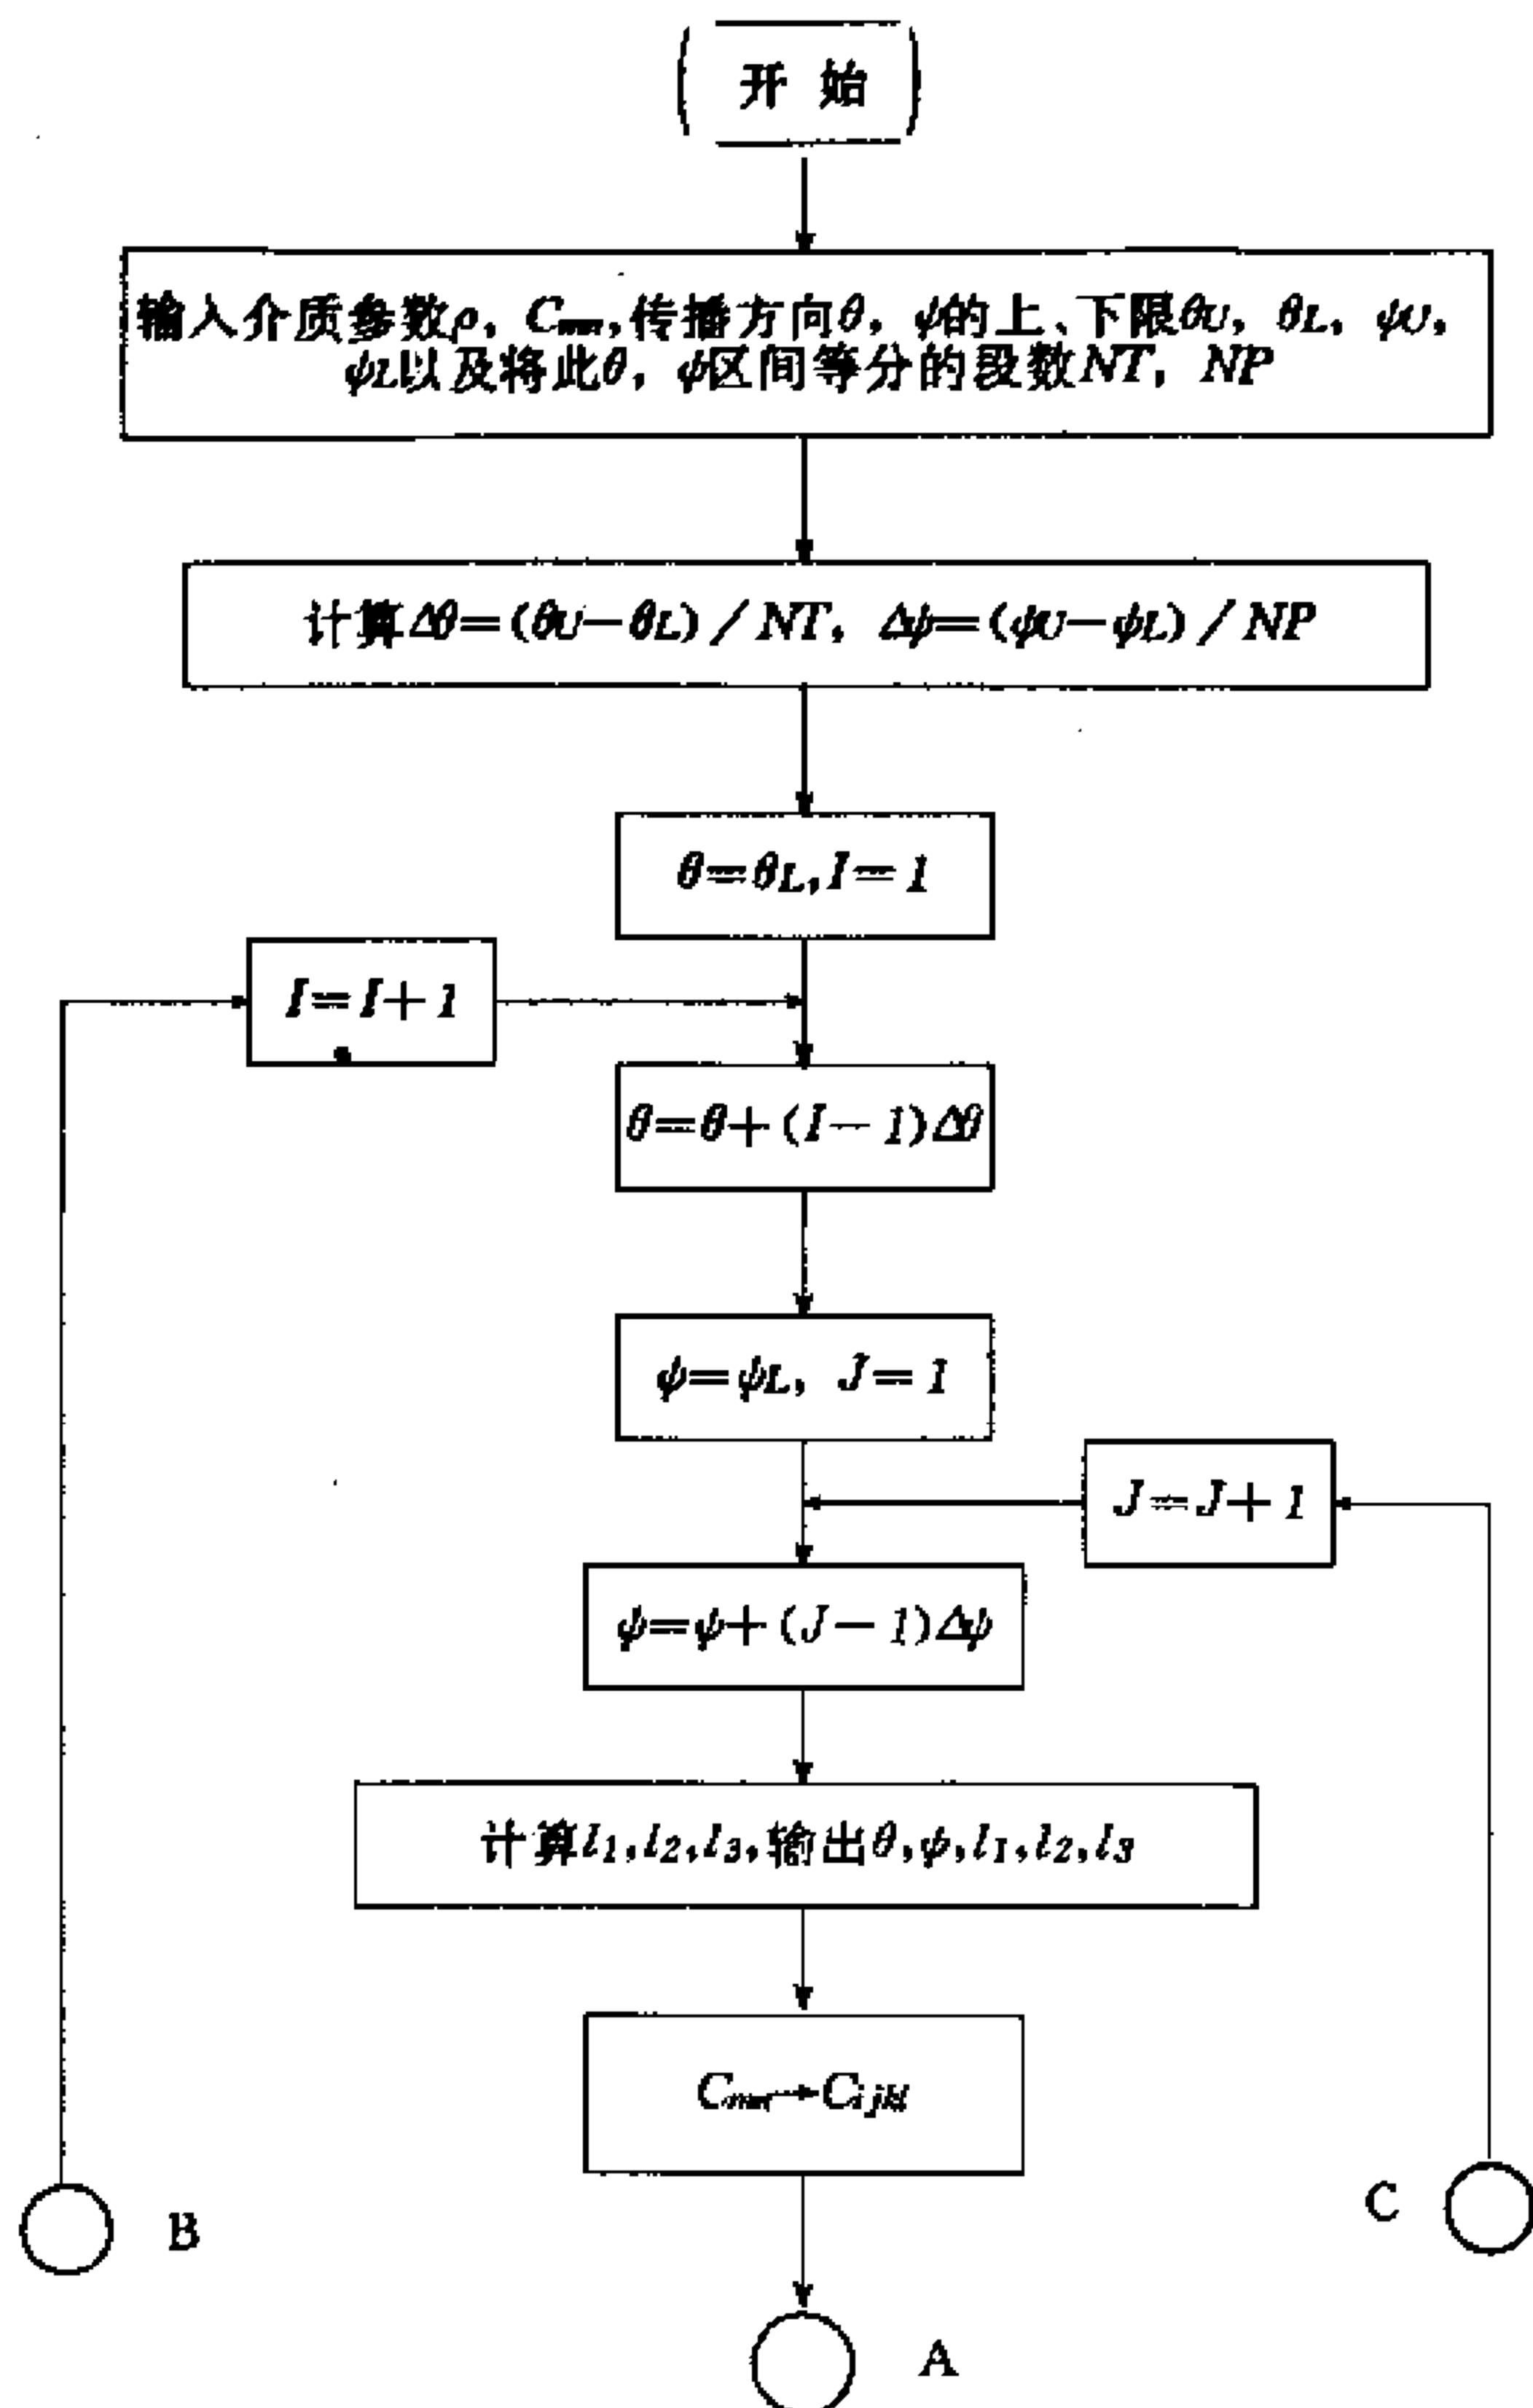 开 始
输入介质参数ρ，Cmn,传播方向θ，ψ的上、下限θU，θL，ψU，
ψL以及将此θ，ψ区间等分的段数NT，NP
计算Δθ=(θU-θL)/NT，Δψ=(ψU-ψL)/NP
θ=θL,I=1
I=I+1
θ=θ+(I-1)Δθ
ψ=ψL，J=1
J=J+1
ψ=ψ+(J-1)Δψ
计算l1,l2,l3,输出θ,ψ,l1,l2,l3
Cmn→Cijkl
C
B
A